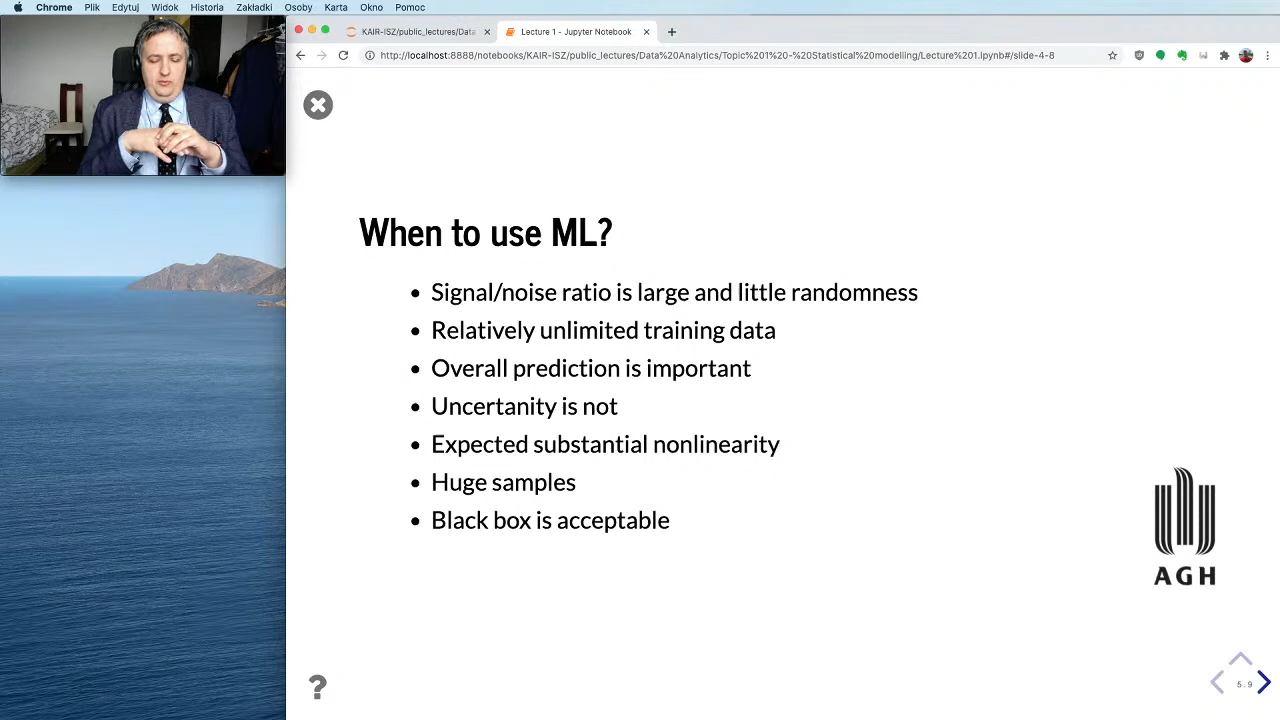 Chrome Plik Edytuj Widok Historia Zakładki Osoby Karta Okno Pomoc
KAIR-ISZ/public_lectures/Data
Lecture 1 - Jupyter Notebook
http://localhost:8888/notebooks/KAIR-ISZ/public_lectures/Data%20Analytics/Topic%201%20-%20Statistical%20modelling/Lecture%201.ipynb#/slide-4-8
When to use ML?
• Signal/noise ratio is large and little randomness
• Relatively unlimited training data
• Overall prediction is important
• Uncertanity is not
• Expected substantial nonlinearity
• Huge samples
• Black box is acceptable
AGH
?
5.9